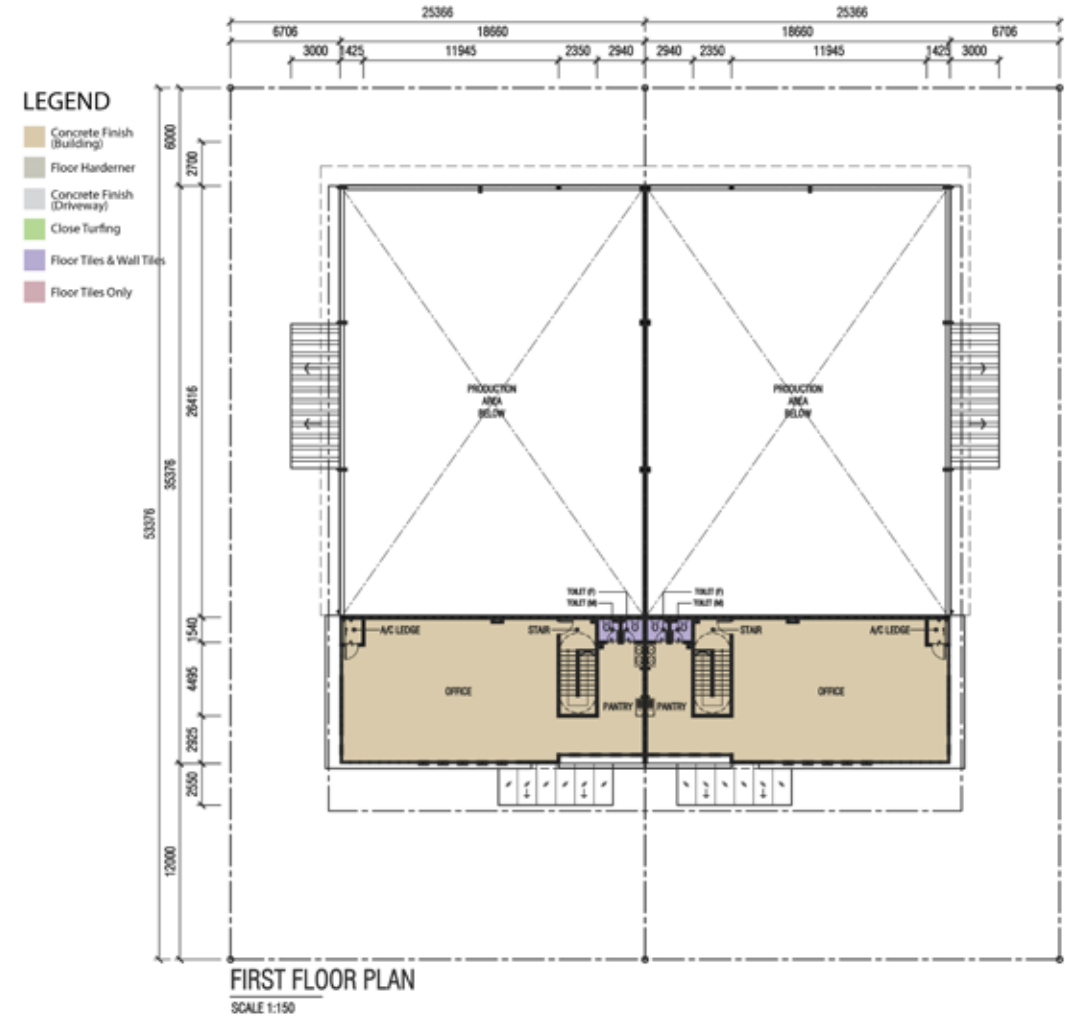 25366 25366
6706 18660 18660 6706
3000 1425 11945 2350 2940 2940 2350 11945 1425 3000
LEGEND
Concrete Finish
(Building)
Floor Harderner
Concrete Finish
(Driveway)
Close Turfing
Floor Tiles & Wall Tiles
Floor Tiles Only
6000
2700
26416
35376
53376
1540
4495
2925
2550
12000
PRODUCTION
AREA
BELOW
PRODUCTION
AREA
BELOW
TOILET (F) TOILET (F)
TOILET (M) TOILET (M)
A/C LEDGE STAIR STAIR A/C LEDGE
OFFICE OFFICE
PANTRY PANTRY
FIRST FLOOR PLAN
SCALE 1:150